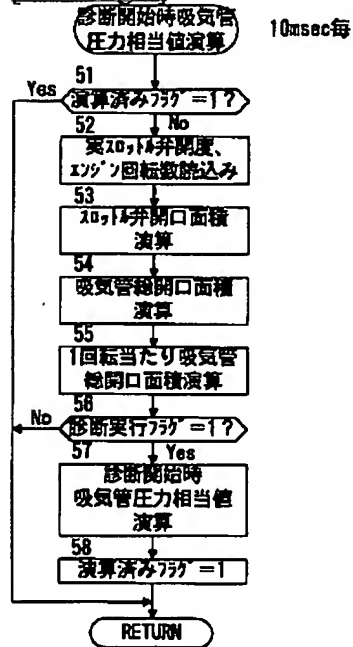 診断開始時吸気管
圧力相当値演算
10msec毎
51
Yes
演算済みﾌﾗｸﾞ=1?
52
No
実ｽﾛｯﾄﾙ弁開度、
ｴﾝｼﾞﾝ回転数読込み
53
ｽﾛｯﾄﾙ弁開口面積
演算
54
吸気管総開口面積
演算
55
1回転当たり吸気管
総開口面積演算
56
No
診断実行ﾌﾗｸﾞ=1?
57
Yes
診断開始時
吸気管圧力相当値
演算
58
演算済みﾌﾗｸﾞ=1
RETURN